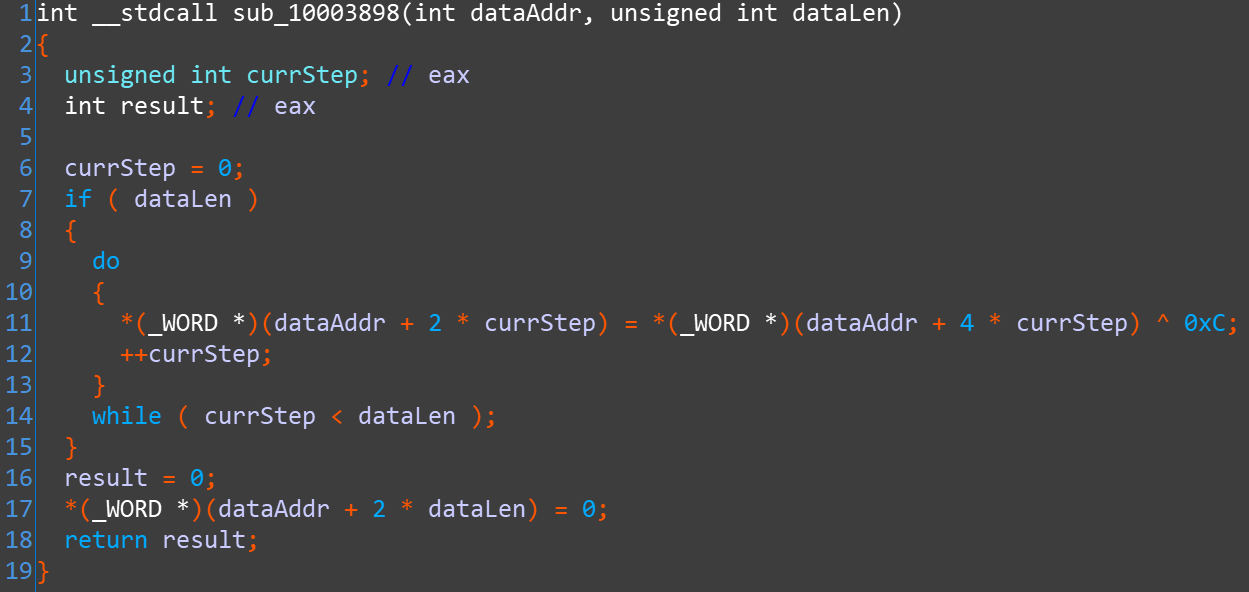 1 int __stdcall sub_10003898(int dataAddr, unsigned int dataLen)
2 {
3   unsigned int currStep; // eax
4   int result; // eax
5
6   currStep = 0;
7   if ( dataLen )
8   {
9     do
10     {
11       *(_WORD *)(dataAddr + 2 * currStep) = *(_WORD *)(dataAddr + 4 * currStep) ^ 0xC;
12       ++currStep;
13     }
14     while ( currStep < dataLen );
15   }
16   result = 0;
17   *(_WORD *)(dataAddr + 2 * dataLen) = 0;
18   return result;
19 }